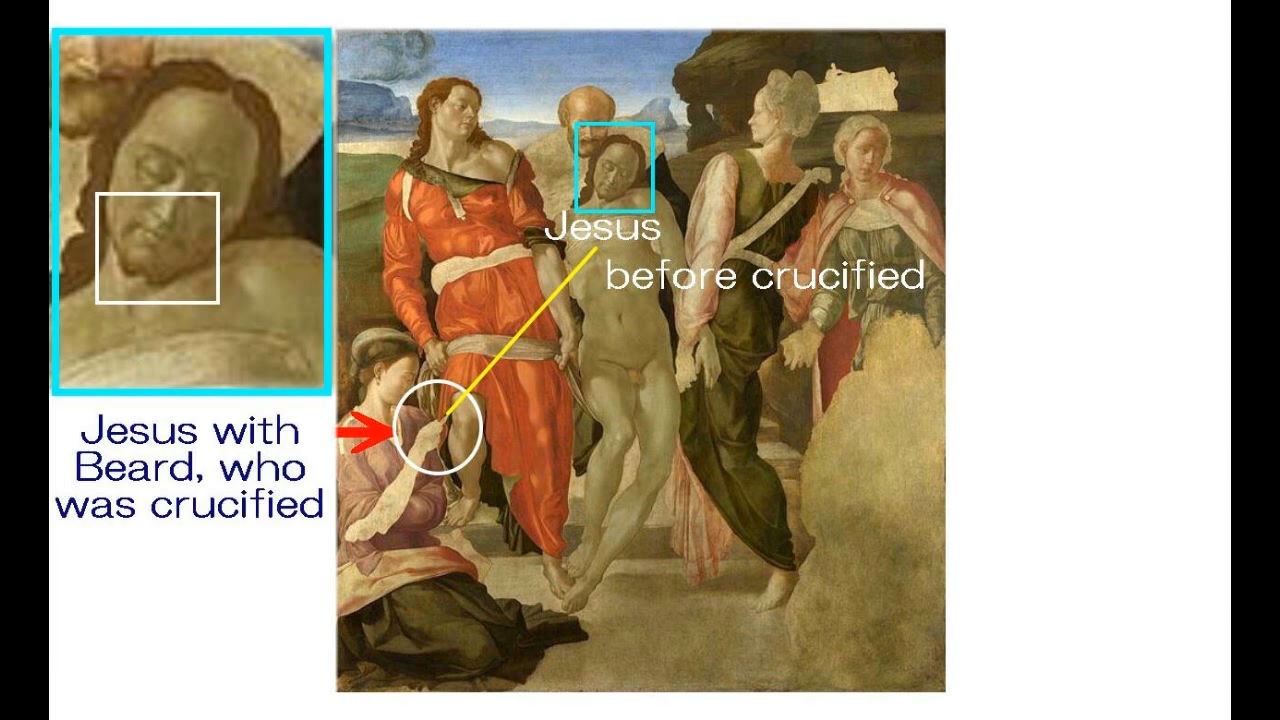 Jesus
before crucified
Jesus with
Beard, who
was crucified